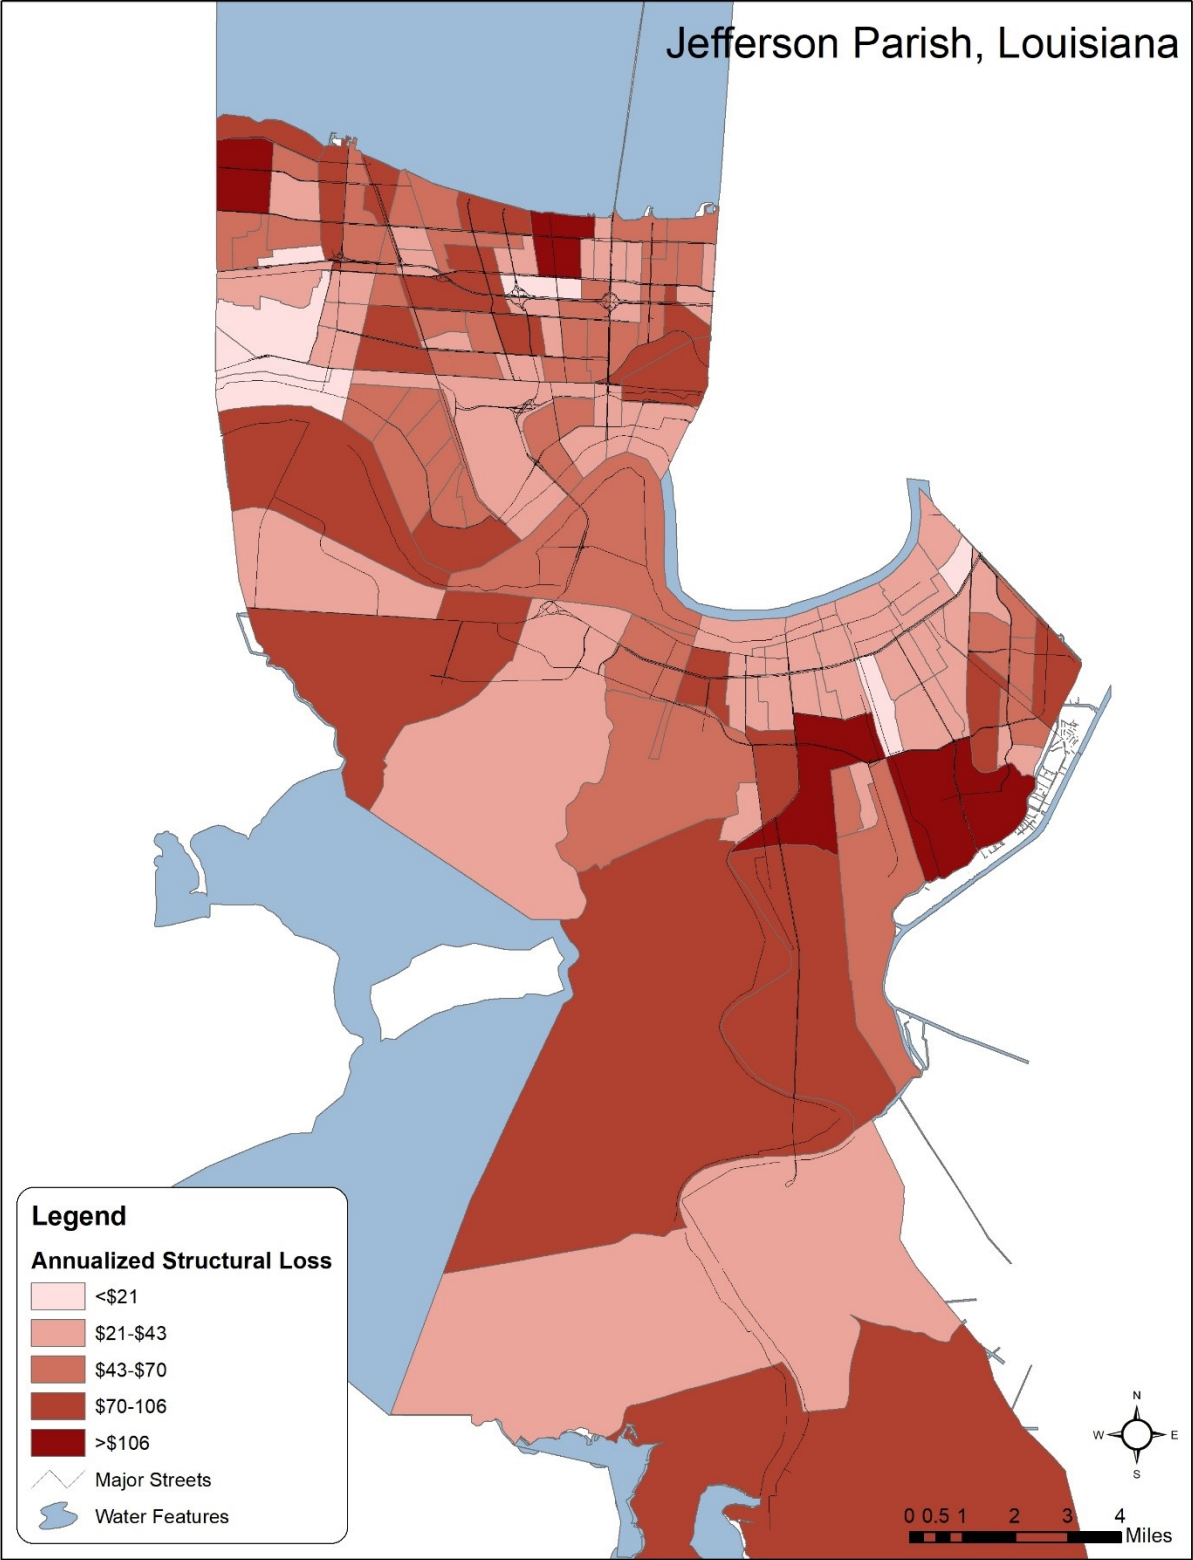 Jefferson Parish, Louisiana
Legend
Annualized Structural Loss
<$21
$21-$43
$43-$70
$70-106
>$106
Major Streets
Water Features
N
W E
S
0 0.5 1 2 3 4
Miles